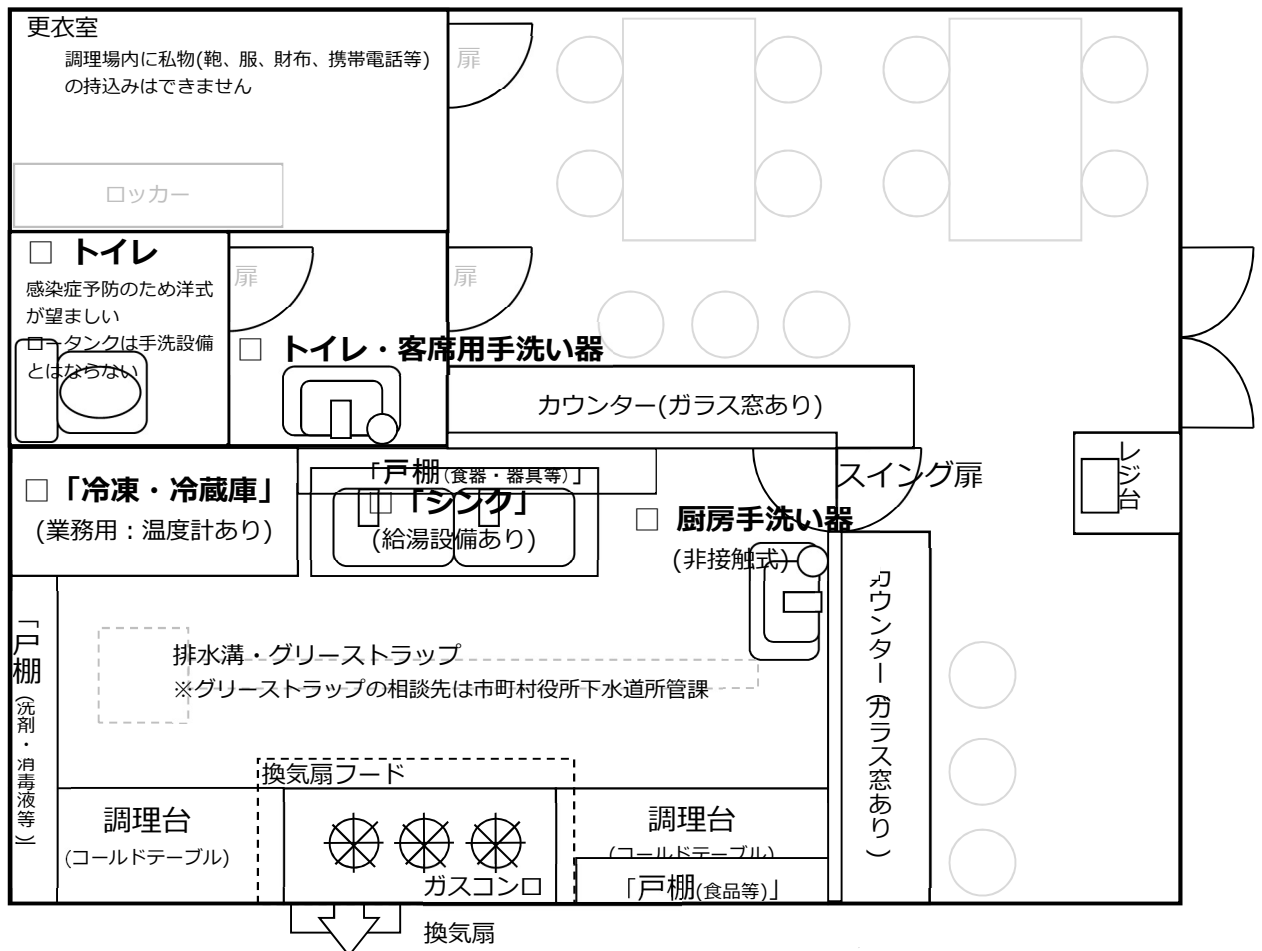 更衣室
調理場内に私物(鞄、服、財布、携帯電話等)
の持込みはできません
扉
ロッカー
□ トイレ
感染症予防のため洋式
が望ましい
ロータンクは手洗設備
とはならない
扉
扉
□ トイレ・客席用手洗い器
カウンター(ガラス窓あり)
「戸棚(食器・器具等)」
スイング扉
レジ台
□「冷凍・冷蔵庫」
(業務用：温度計あり)
□「シンク」
(給湯設備あり)
□ 厨房手洗い器
(非接触式)
カウンター(ガラス窓あり)
「戸棚(洗剤・消毒液等)」
排水溝・グリーストラップ
※グリーストラップの相談先は市町村役所下水道所管課
換気扇フード
調理台
(コールドテーブル)
ガスコンロ
調理台
(コールドテーブル)
「戸棚(食品等)」
換気扇